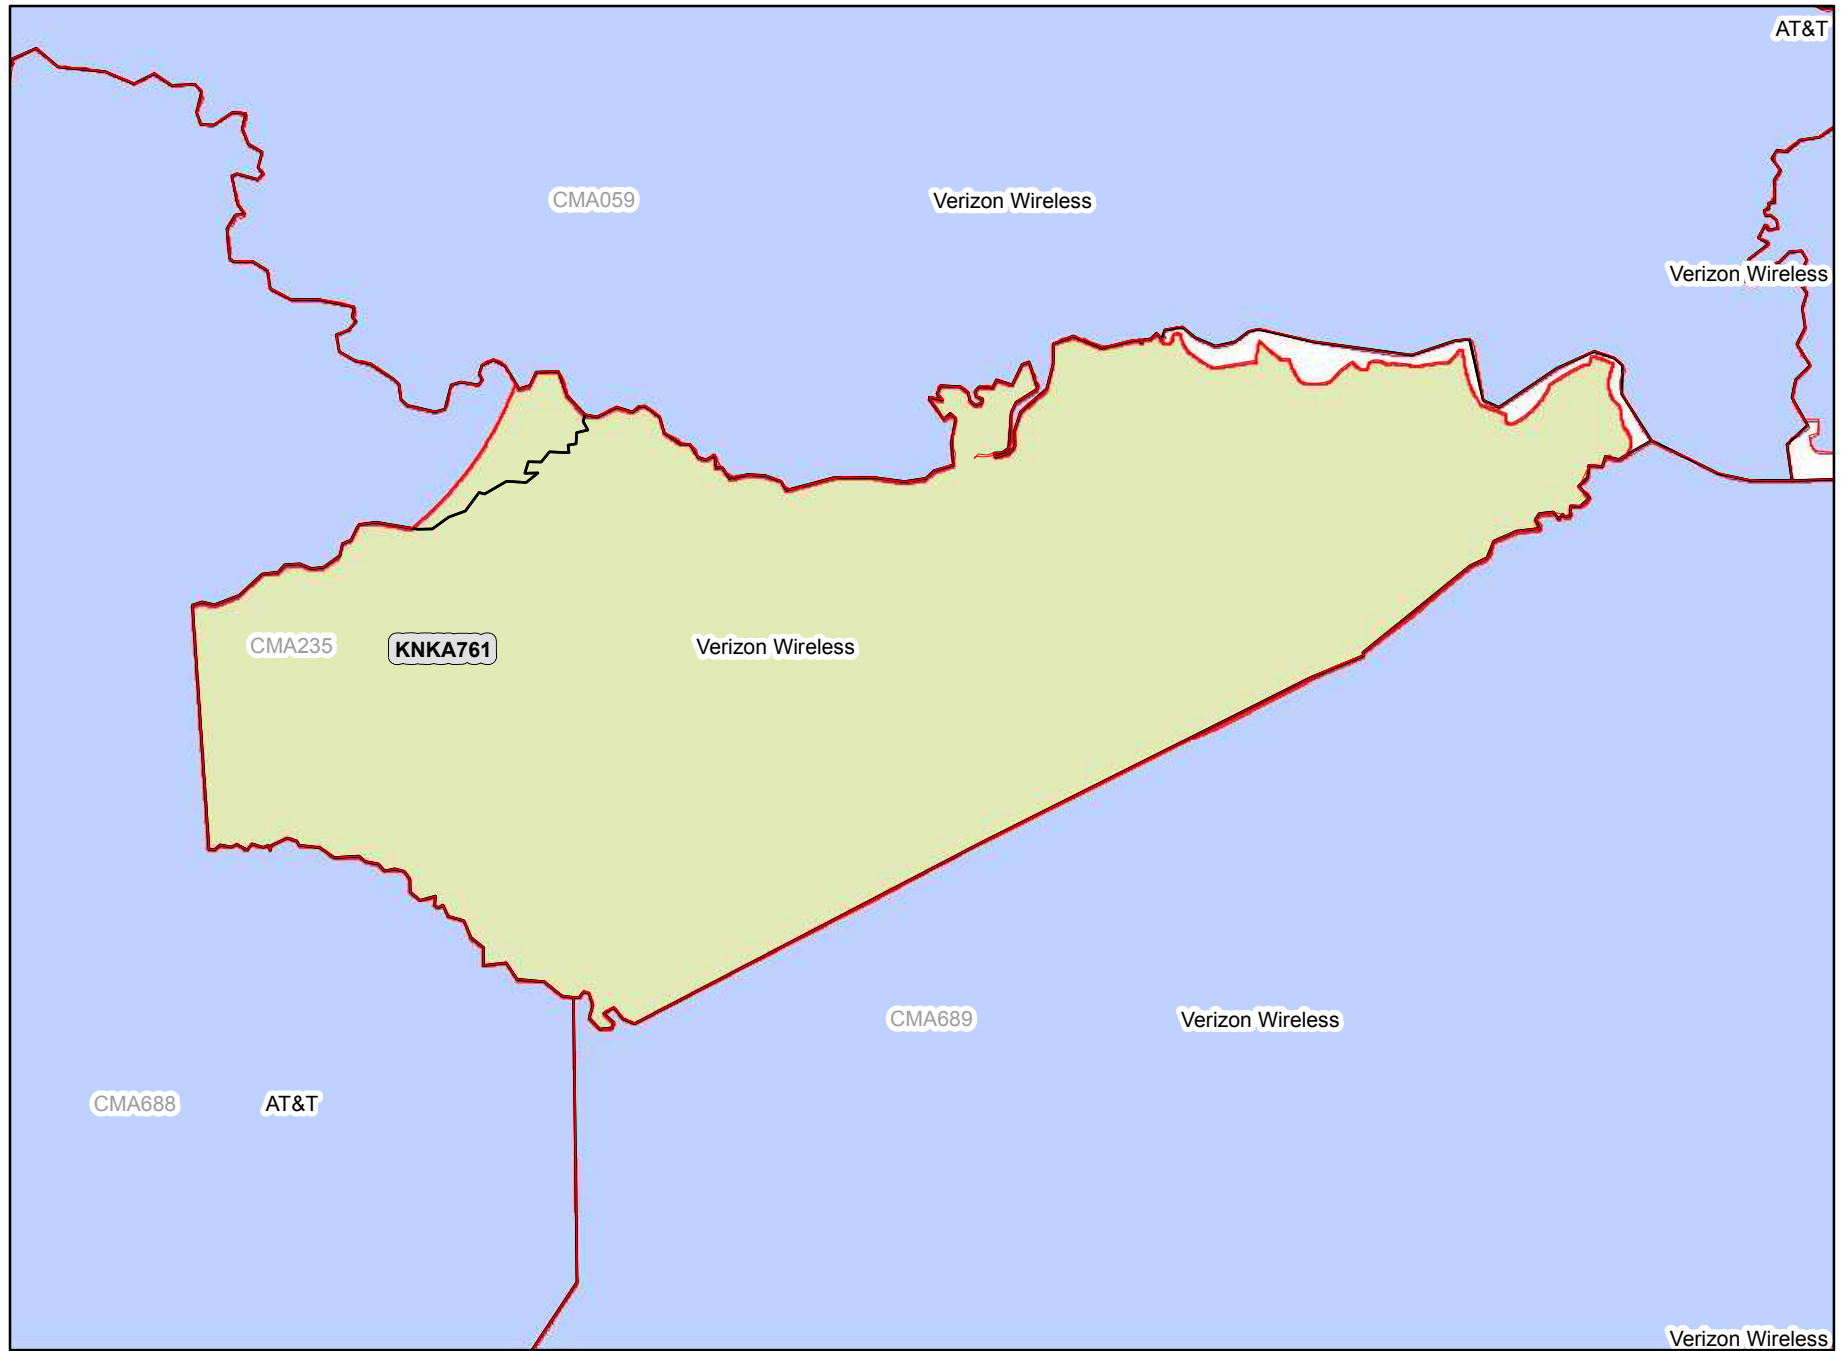 AT&T
CMA059
Verizon Wireless
Verizon Wireless
CMA235
KNKA761
Verizon Wireless
CMA689
Verizon Wireless
CMA688
AT&T
Verizon Wireless